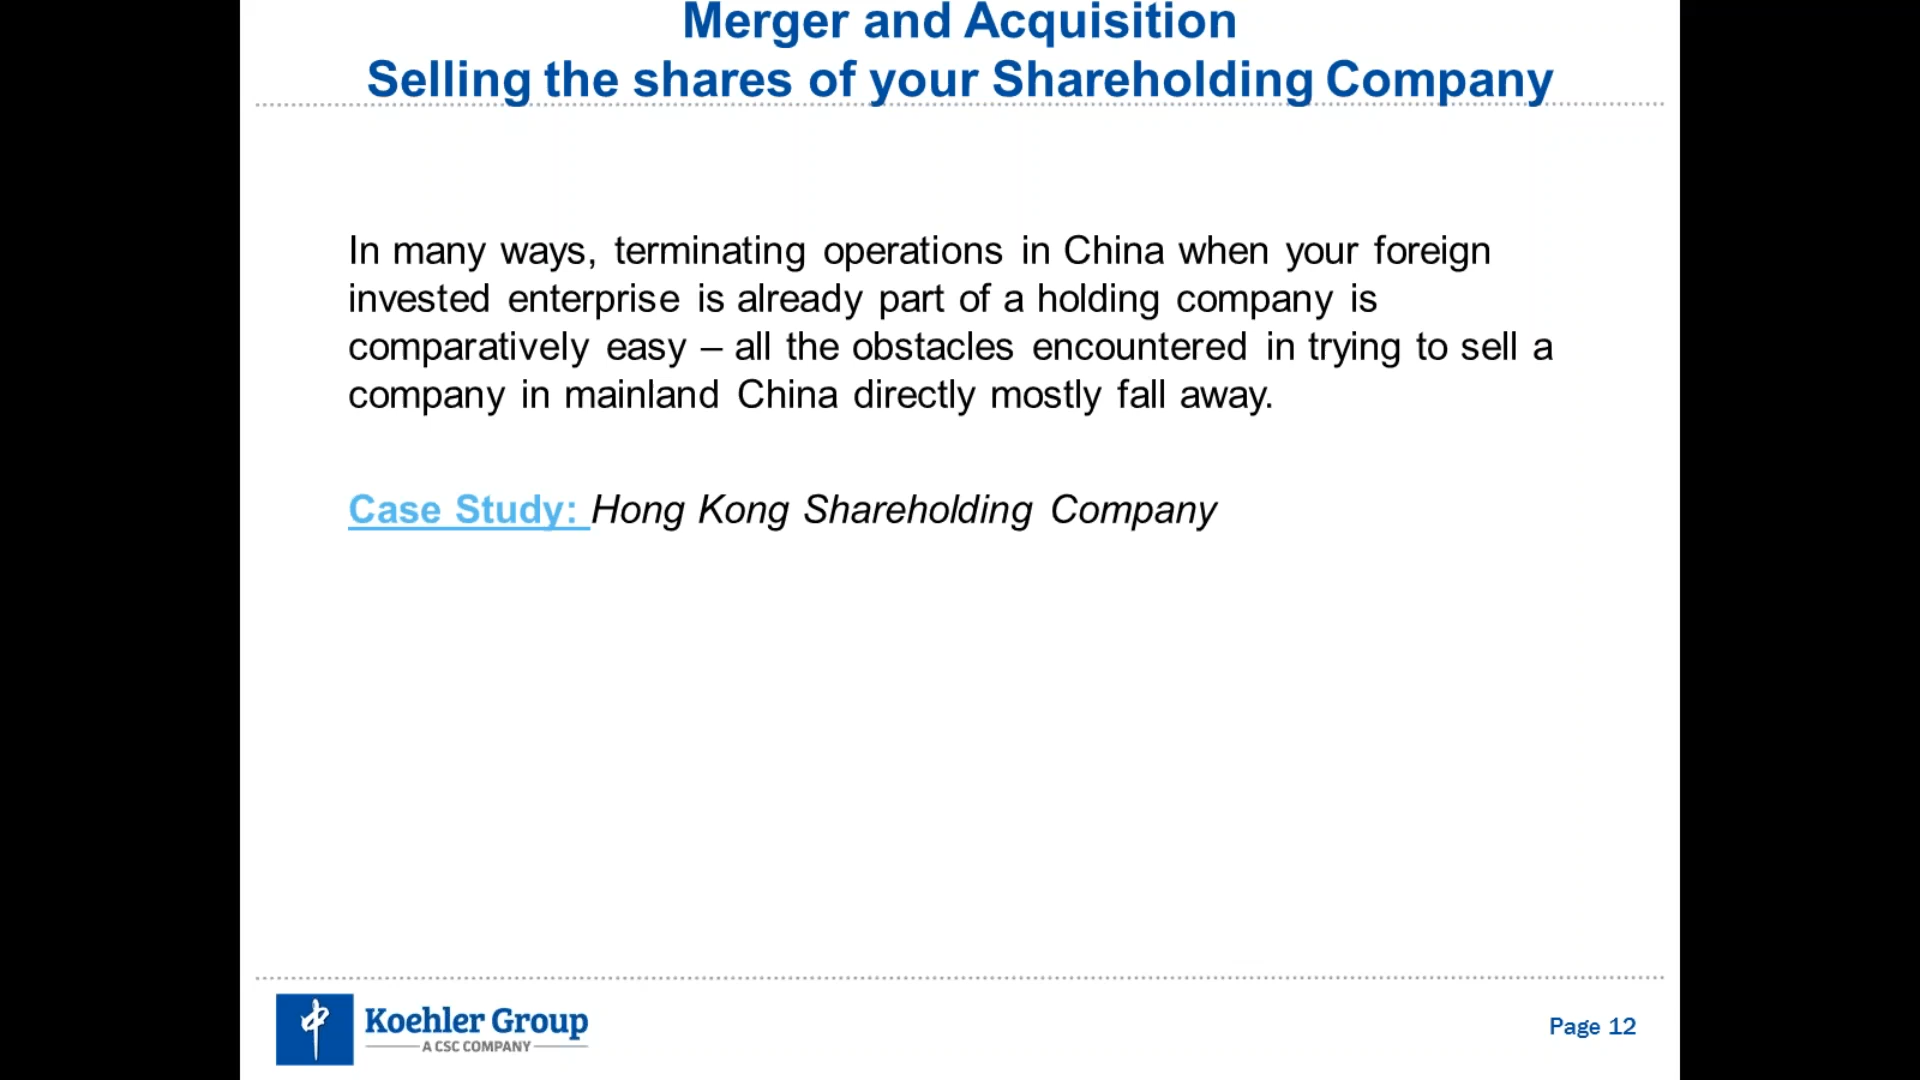 Merger and Acquisition
Selling the shares of your Shareholding Company
In many ways, terminating operations in China when your foreign
invested enterprise is already part of a holding company is
comparatively easy – all the obstacles encountered in trying to sell a
company in mainland China directly mostly fall away.
Case Study: Hong Kong Shareholding Company
Koehler Group
A CSC COMPANY
Page 12